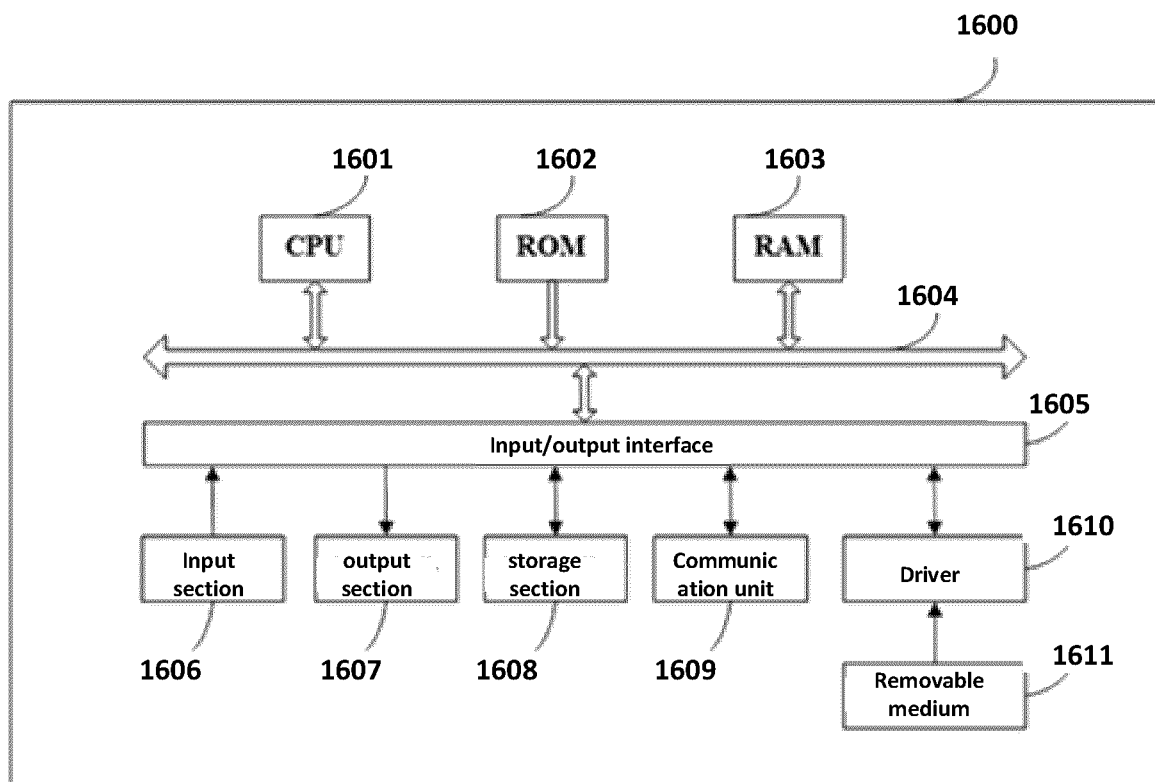 1600
1601
1602
1603
CPU
ROM
RAM
1604
1605
Input/output interface
1610
Input
section
output
section
storage
section
Communic
ation unit
Driver
1606
1607
1608
1609
1611
Removable
medium